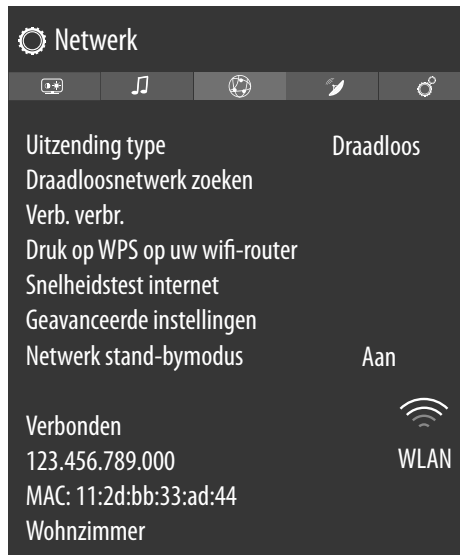 Netwerk
Uitzending type Draadloos
Draadloosnetwerk zoeken
Verb. verbr.
Druk op WPS op uw wifi-router
Snelheidstest internet
Geavanceerde instellingen
Netwerk stand-bymodus Aan
Verbonden
123.456.789.000 WLAN
MAC: 11:2d:bb:33:ad:44
Wohnzimmer